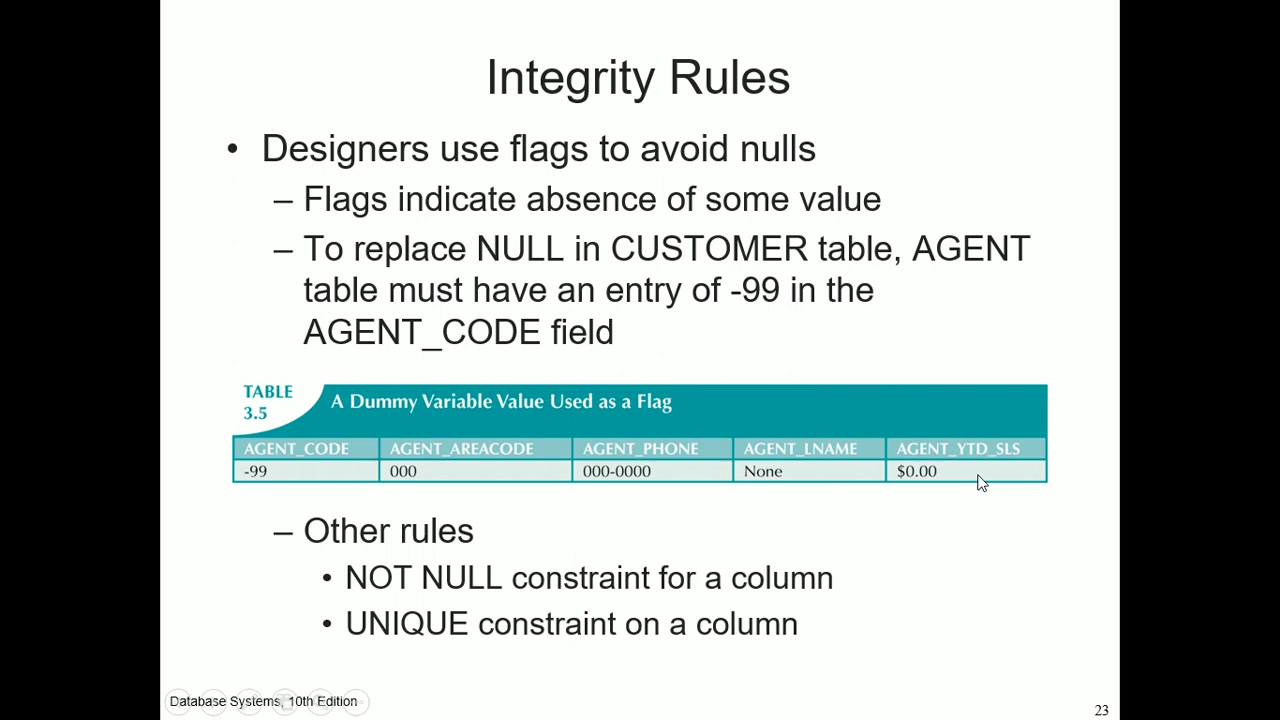 Integrity Rules
• Designers use flags to avoid nulls
– Flags indicate absence of some value
– To replace NULL in CUSTOMER table, AGENT
table must have an entry of -99 in the
AGENT_CODE field
TABLE
3.5
A Dummy Variable Value Used as a Flag
AGENT_CODE AGENT_AREACODE AGENT_PHONE AGENT_LNAME AGENT_YTD_SLS
-99 000 000-0000 None $0.00
– Other rules
• NOT NULL constraint for a column
• UNIQUE constraint on a column
Database Systems, 10th Edition
23